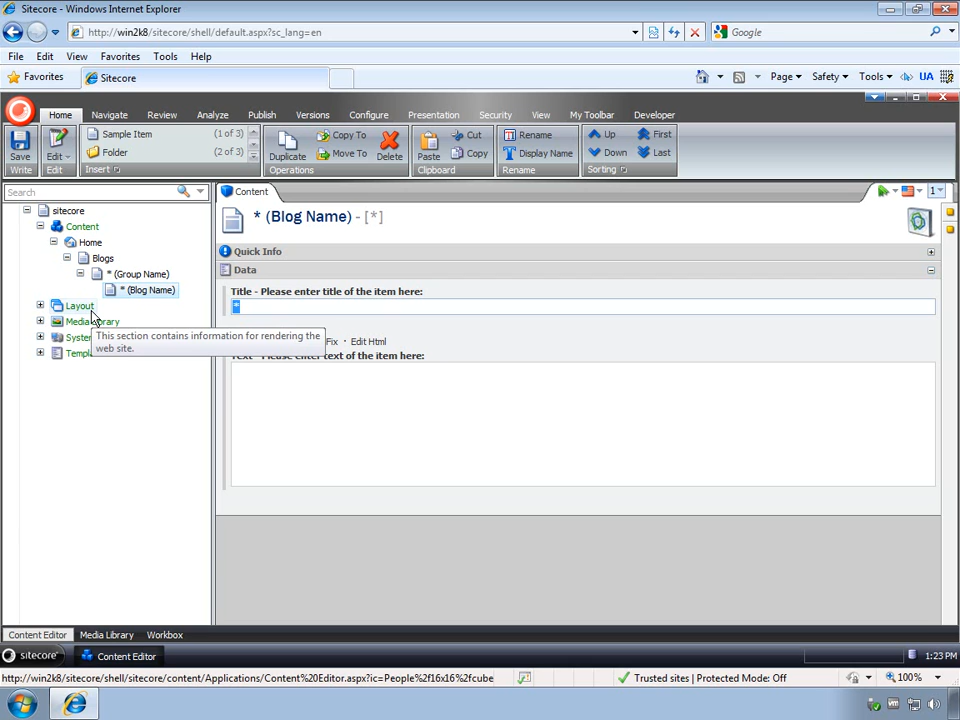 Sitecore - Windows Internet Explorer
http://win2k8/sitecore/shell/default.aspx?sc_lang=en
Google
File Edit View Favorites Tools Help
Favorites Sitecore Page Safety Tools UA
Home Navigate Review Analyze Publish Versions Configure Presentation Security View My Toolbar Developer
Sample Item (1 of 3) Copy To Cut Rename Up First
Folder (2 of 3) Move To Copy Display Name Down Last
Save Edit Duplicate Delete Paste
Write Edit Insert Operations Clipboard Rename Sorting
Search
Content 1
sitecore
Content
Home
Blogs
* (Group Name)
* (Blog Name)
Layout
Media Library
System
Templ
This section contains information for rendering the
web site.
* (Blog Name) - [*]
Quick Info
Data
Title - Please enter title of the item here:
*
Fix · Edit Html
Text - Please enter text of the item here:
Content Editor Media Library Workbox
sitecore Content Editor 1:23 PM
http://win2k8/sitecore/shell/sitecore/content/Applications/Content%20Editor.aspx?ic=People%2f16x16%2fcube Trusted sites | Protected Mode: Off 100%